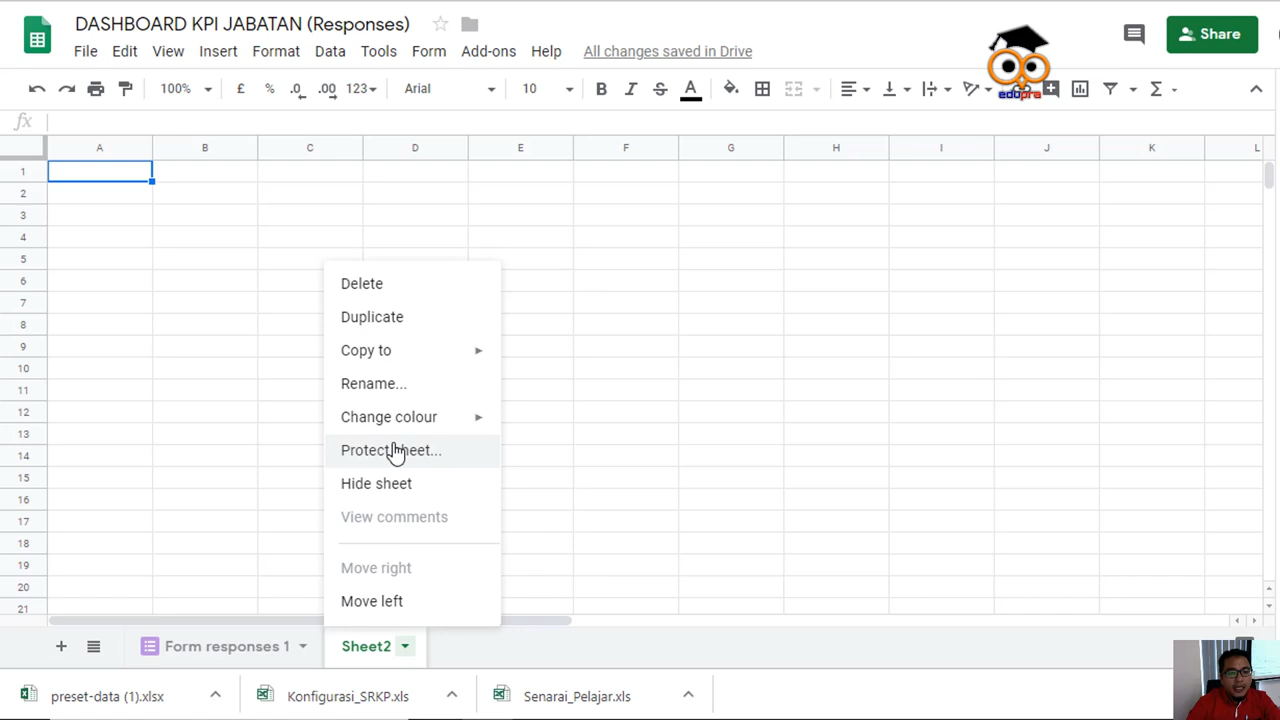 DASHBOARD KPI JABATAN (Responses)
File Edit View Insert Format Data Tools Form Add-ons Help All changes saved in Drive
Share
edupra
100% £ % .0 .00 123 Arial 10 B I S A Σ
fx
A B C D E F G H I J K L
1
2
3
4
5
6
7
8
9
10
11
12
13
14
15
16
17
18
19
20
21
Delete
Duplicate
Copy to
Rename...
Change colour
Protect sheet...
Hide sheet
View comments
Move right
Move left
+ Form responses 1 Sheet2
preset-data (1).xlsx Konfigurasi_SRKP.xls Senarai_Pelajar.xls